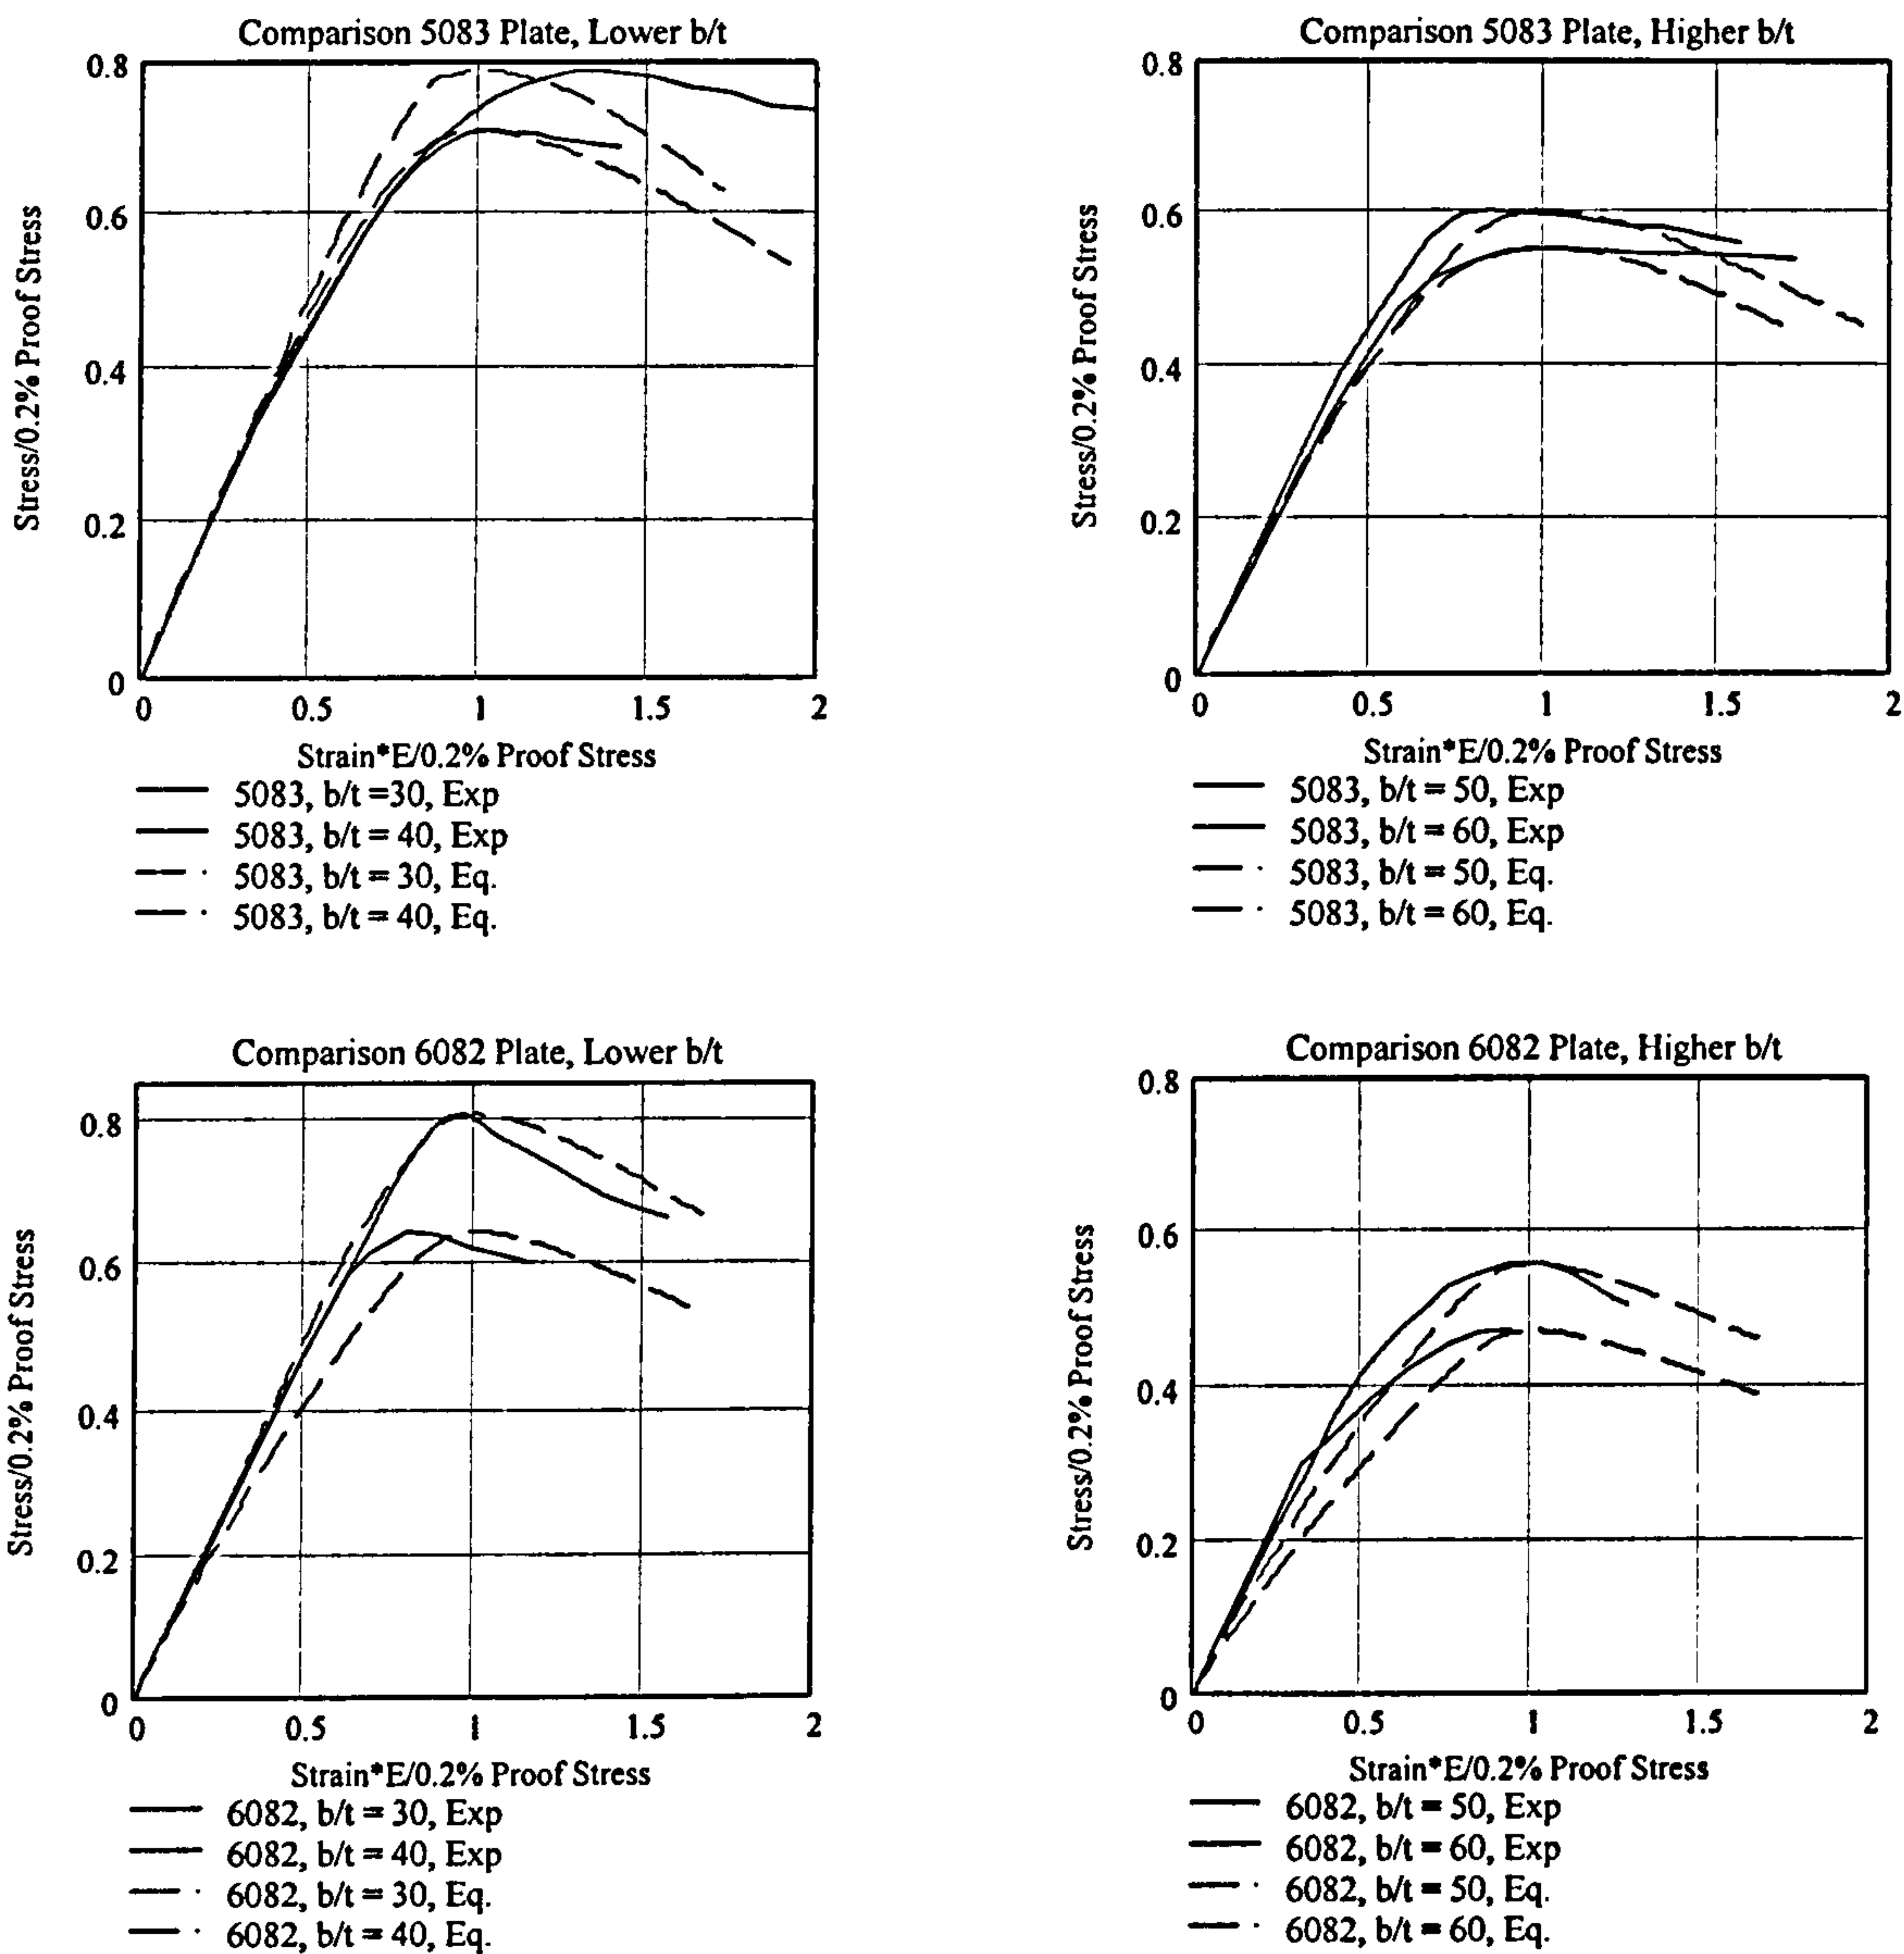 Comparison 5083 Plate, Lower b/t
0.8
0.6
0.4
0.2
0
Stress/0.2% Proof Stress
0 0.5 1 1.5 2
Strain*E/0.2% Proof Stress
5083, b/t =30, Exp
5083, b/t = 40, Exp
5083, b/t = 30, Eq.
5083, b/t = 40, Eq.
Comparison 5083 Plate, Higher b/t
0.8
0.6
0.4
0.2
0
Stress/0.2% Proof Stress
0 0.5 1 1.5 2
Strain*E/0.2% Proof Stress
5083, b/t = 50, Exp
5083, b/t = 60, Exp
5083, b/t = 50, Eq.
5083, b/t = 60, Eq.
Comparison 6082 Plate, Lower b/t
0.8
0.6
0.4
0.2
0
Stress/0.2% Proof Stress
0 0.5 1 1.5 2
Strain*E/0.2% Proof Stress
6082, b/t = 30, Exp
6082, b/t = 40, Exp
6082, b/t = 30, Eq.
6082, b/t = 40, Eq.
Comparison 6082 Plate, Higher b/t
0.8
0.6
0.4
0.2
0
Stress/0.2% Proof Stress
0 0.5 1 1.5 2
Strain*E/0.2% Proof Stress
6082, b/t = 50, Exp
6082, b/t = 60, Exp
6082, b/t = 50, Eq.
6082, b/t = 60, Eq.